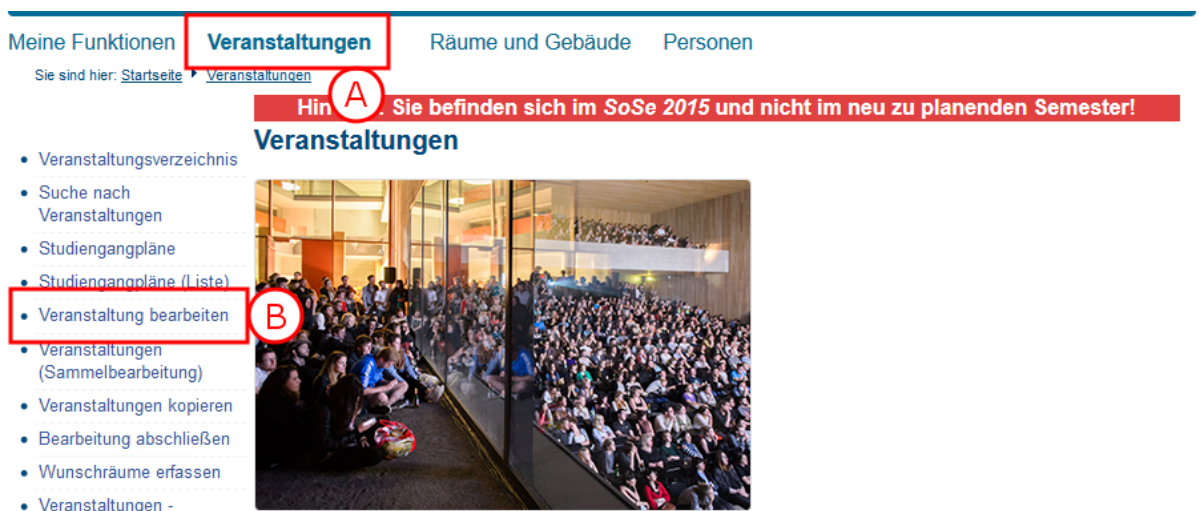 Meine Funktionen Veranstaltungen Räume und Gebäude Personen
Sie sind hier: Startseite Veranstaltungen
A
Hin Sie befinden sich im SoSe 2015 und nicht im neu zu planenden Semester!
Veranstaltungen
Veranstaltungsverzeichnis
Suche nach
Veranstaltungen
Studiengangpläne
Studiengangpläne (Liste)
Veranstaltung bearbeiten
B
Veranstaltungen
(Sammelbearbeitung)
Veranstaltungen kopieren
Bearbeitung abschließen
Wunschräume erfassen
Veranstaltungen -